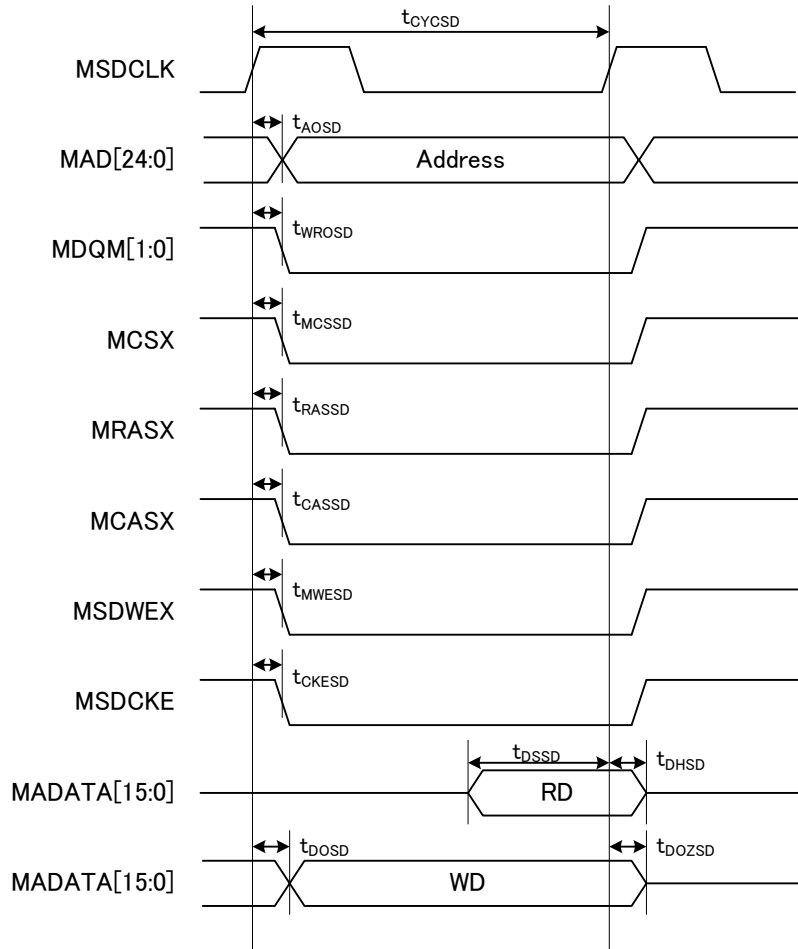 tCYCSD
MSDCLK
tAOSD
MAD[24:0]
Address
tWROSD
MDQM[1:0]
tMCSSD
MCSX
tRASSD
MRASX
tCASSD
MCASX
tMWESD
MSDWEX
tCKESD
MSDCKE
tDSSD
tDHSD
MADATA[15:0]
RD
tDOSD
tDOZSD
MADATA[15:0]
WD